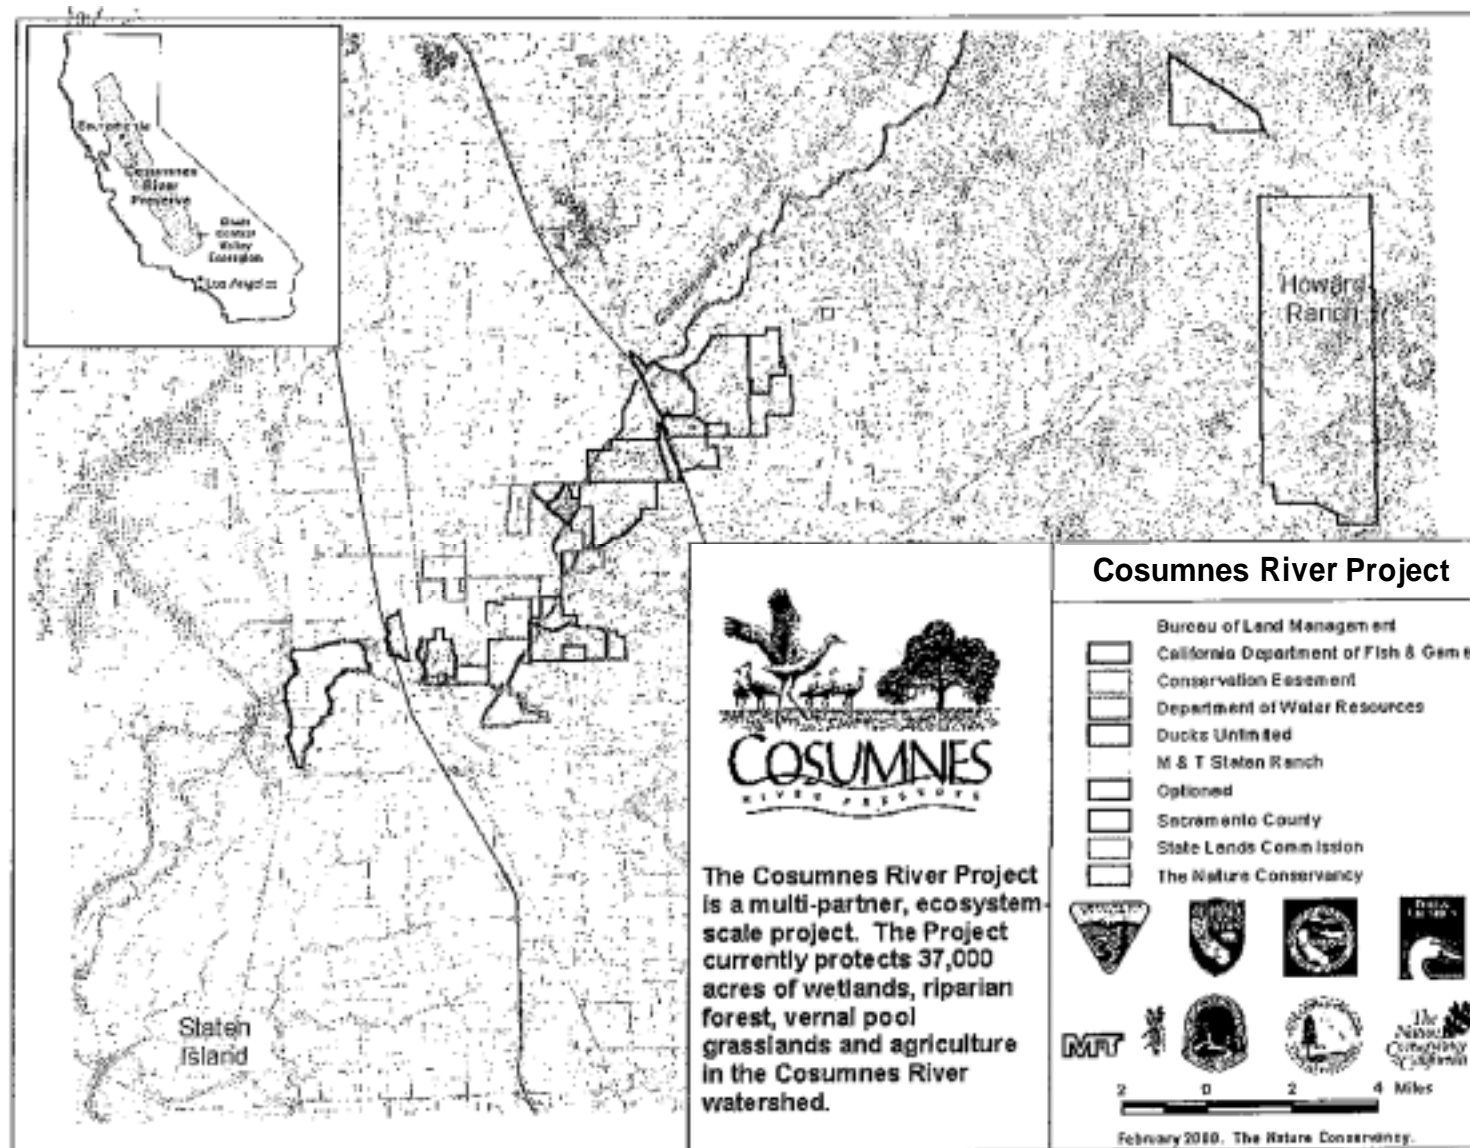 Cosumnes
River
Preserve
Los Angeles
Cosumnes River
Howard
Ranch
Staten
Island
COSUMNES
RIVER PRESERVE
The Cosumnes River Project
is a multi-partner, ecosystem-
scale project. The Project
currently protects 37,000
acres of wetlands, riparian
forest, vernal pool
grasslands and agriculture
in the Cosumnes River
watershed.
Cosumnes River Project
Bureau of Land Management
California Department of Fish & Game
Conservation Easement
Department of Water Resources
Ducks Unlimited
M & T Staten Ranch
Optioned
Sacramento County
State Lands Commission
The Nature Conservancy
The
Nature
Conservancy
2 0 2 4 Miles
February 2000. The Nature Conservancy.